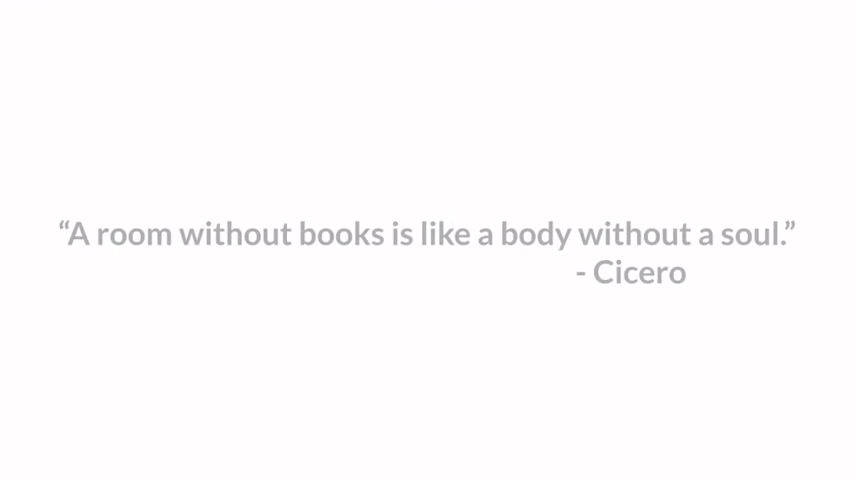 “A room without books is like a body without a soul.”
- Cicero